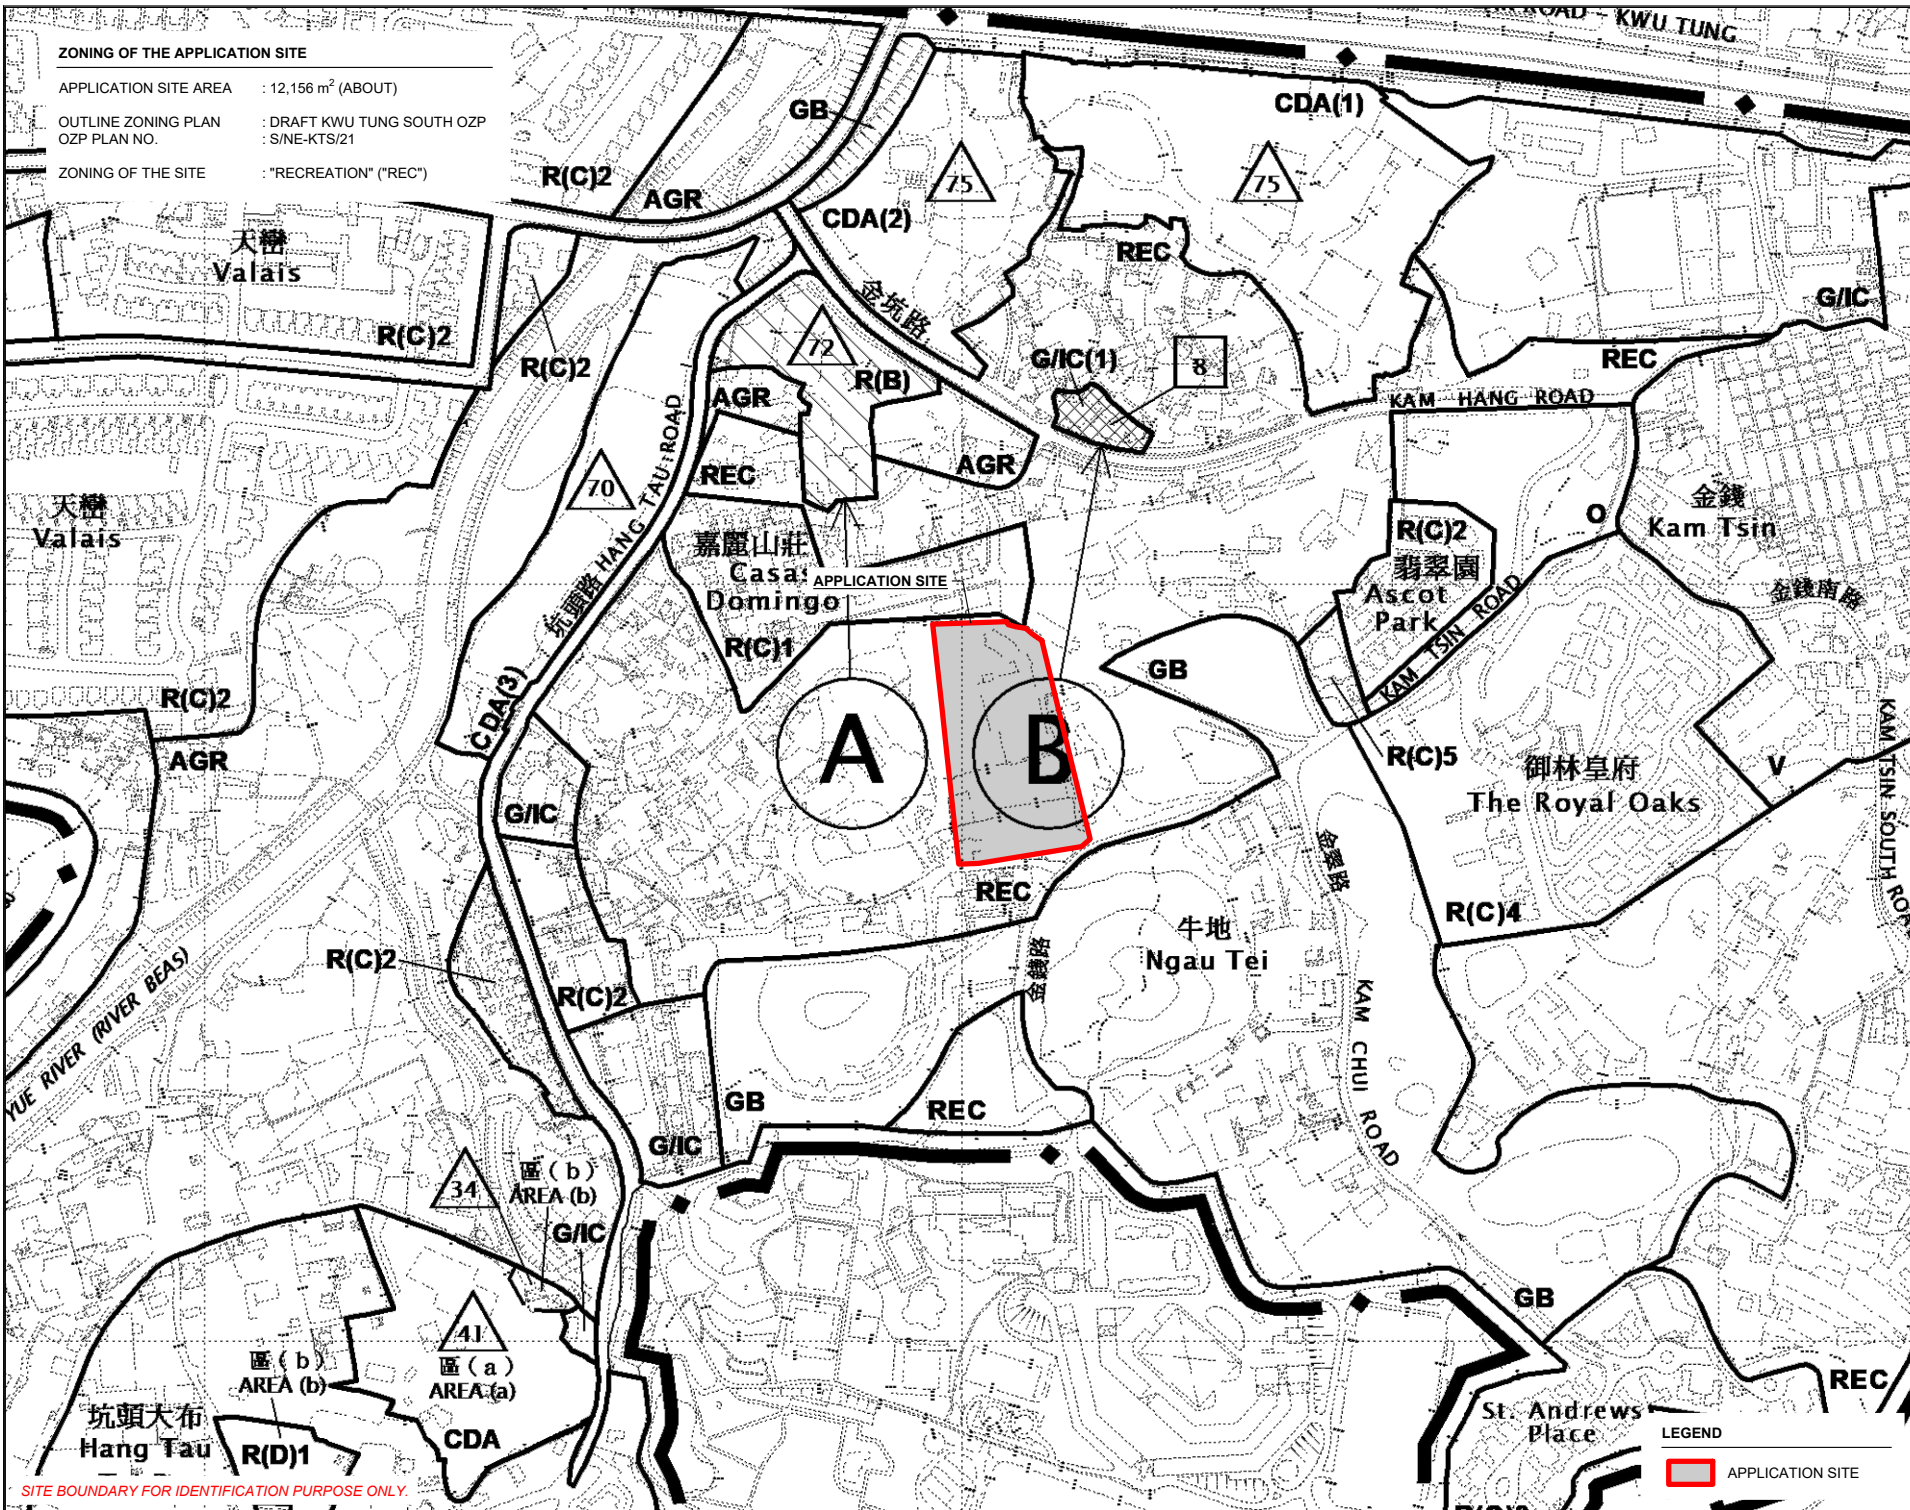 ROAD - KWU TUNG
ZONING OF THE APPLICATION SITE
APPLICATION SITE AREA : 12,156 m² (ABOUT)
OUTLINE ZONING PLAN : DRAFT KWU TUNG SOUTH OZP
OZP PLAN NO. : S/NE-KTS/21
ZONING OF THE SITE : "RECREATION" ("REC")
GB
CDA(1)
R(C)2
AGR
75
75
CDA(2)
天巒
Valais
REC
金坑路
G/IC
R(C)2
R(C)2
72
R(B)
G/IC(1)
8
REC
AGR
KAM HANG ROAD
REC
AGR
70
坑頭路 HANG TAU ROAD
天巒
Valais
金錢
Kam Tsin
O
R(C)2
翡翠園
Ascot
Park
嘉麗山莊
Casas
Domingo
APPLICATION SITE
金錢南路
KAM TSIN ROAD
R(C)1
GB
R(C)2
CDA(3)
AGR
A
B
R(C)5
御林皇府
The Royal Oaks
V
KAM TSIN SOUTH ROAD
G/IC
金翠路
REC
R(C)4
牛地
Ngau Tei
R(C)2
金錢路
R(C)2
YUE RIVER (RIVER BEAS)
KAM CHUI ROAD
GB
REC
G/IC
34
區 ( b )
AREA (b)
G/IC
GB
41
區 ( a )
AREA (a)
區 ( b )
AREA (b)
REC
坑頭大布
Hang Tau
R(D)1
CDA
St. Andrews
Place
LEGEND
APPLICATION SITE
SITE BOUNDARY FOR IDENTIFICATION PURPOSE ONLY.